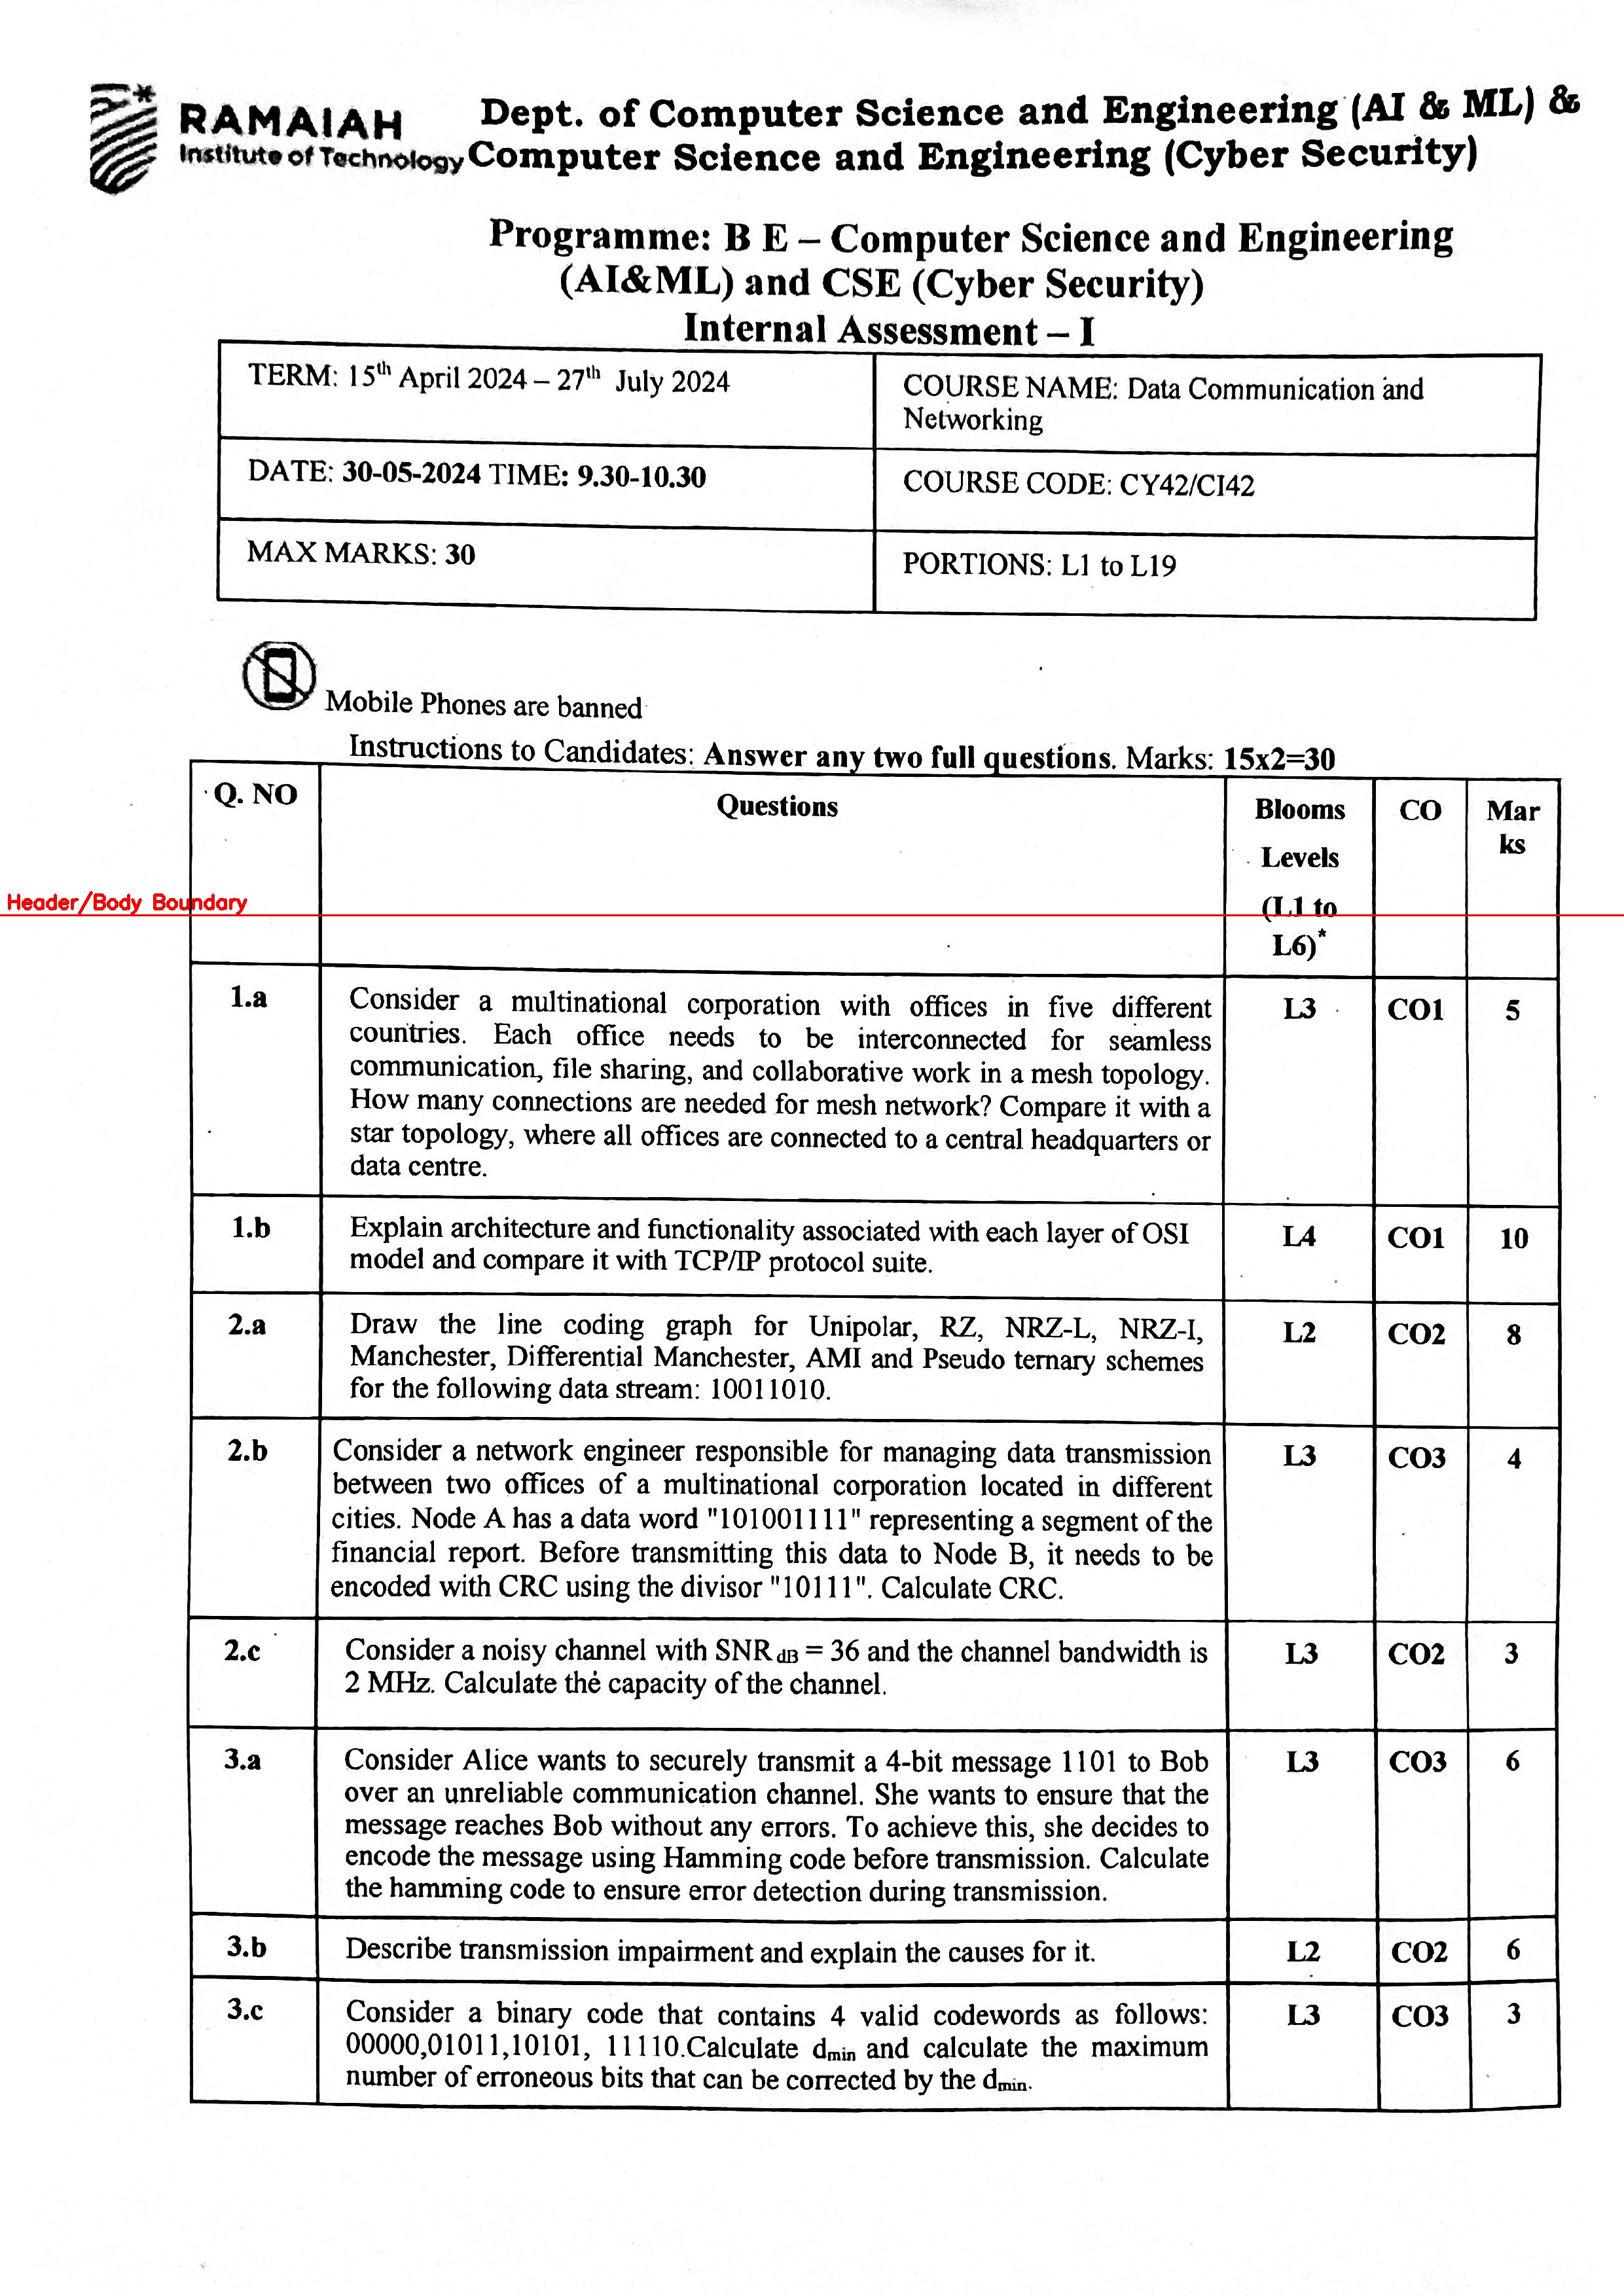 RAMAIAH
Institute of Technology
Dept. of Computer Science and Engineering (AI & ML) &
Computer Science and Engineering (Cyber Security)
Programme: B E – Computer Science and Engineering
(AI&ML) and CSE (Cyber Security)
Internal Assessment – I
TERM: 15th April 2024 – 27th July 2024
COURSE NAME: Data Communication and
Networking
DATE: 30-05-2024 TIME: 9.30-10.30
COURSE CODE: CY42/CI42
MAX MARKS: 30
PORTIONS: L1 to L19
Mobile Phones are banned
Instructions to Candidates: Answer any two full questions. Marks: 15x2=30
Q. NO
Questions
Blooms
Levels
(L1 to
L6)*
CO
Mar
ks
Header/Body Boundary
1.a
Consider a multinational corporation with offices in five different
countries. Each office needs to be interconnected for seamless
communication, file sharing, and collaborative work in a mesh topology.
How many connections are needed for mesh network? Compare it with a
star topology, where all offices are connected to a central headquarters or
data centre.
L3
CO1
5
1.b
Explain architecture and functionality associated with each layer of OSI
model and compare it with TCP/IP protocol suite.
L4
CO1
10
2.a
Draw the line coding graph for Unipolar, RZ, NRZ-L, NRZ-I,
Manchester, Differential Manchester, AMI and Pseudo ternary schemes
for the following data stream: 10011010.
L2
CO2
8
2.b
Consider a network engineer responsible for managing data transmission
between two offices of a multinational corporation located in different
cities. Node A has a data word "101001111" representing a segment of the
financial report. Before transmitting this data to Node B, it needs to be
encoded with CRC using the divisor "10111". Calculate CRC.
L3
CO3
4
2.c
Consider a noisy channel with SNR dB = 36 and the channel bandwidth is
2 MHz. Calculate the capacity of the channel.
L3
CO2
3
3.a
Consider Alice wants to securely transmit a 4-bit message 1101 to Bob
over an unreliable communication channel. She wants to ensure that the
message reaches Bob without any errors. To achieve this, she decides to
encode the message using Hamming code before transmission. Calculate
the hamming code to ensure error detection during transmission.
L3
CO3
6
3.b
Describe transmission impairment and explain the causes for it.
L2
CO2
6
3.c
Consider a binary code that contains 4 valid codewords as follows:
00000,01011,10101, 11110.Calculate dmin and calculate the maximum
number of erroneous bits that can be corrected by the dmin.
L3
CO3
3